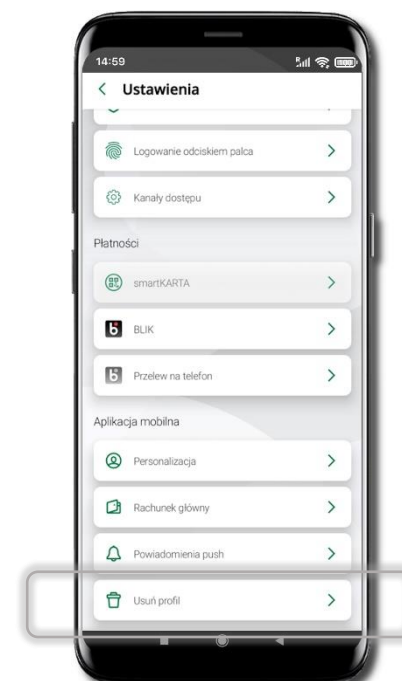 14:59
Ustawienia
Logowanie odciskiem palca
Kanały dostępu
Płatności
smartKARTA
BLIK
Przelew na telefon
Aplikacja mobilna
Personalizacja
Rachunek główny
Powiadomienia push
Usuń profil